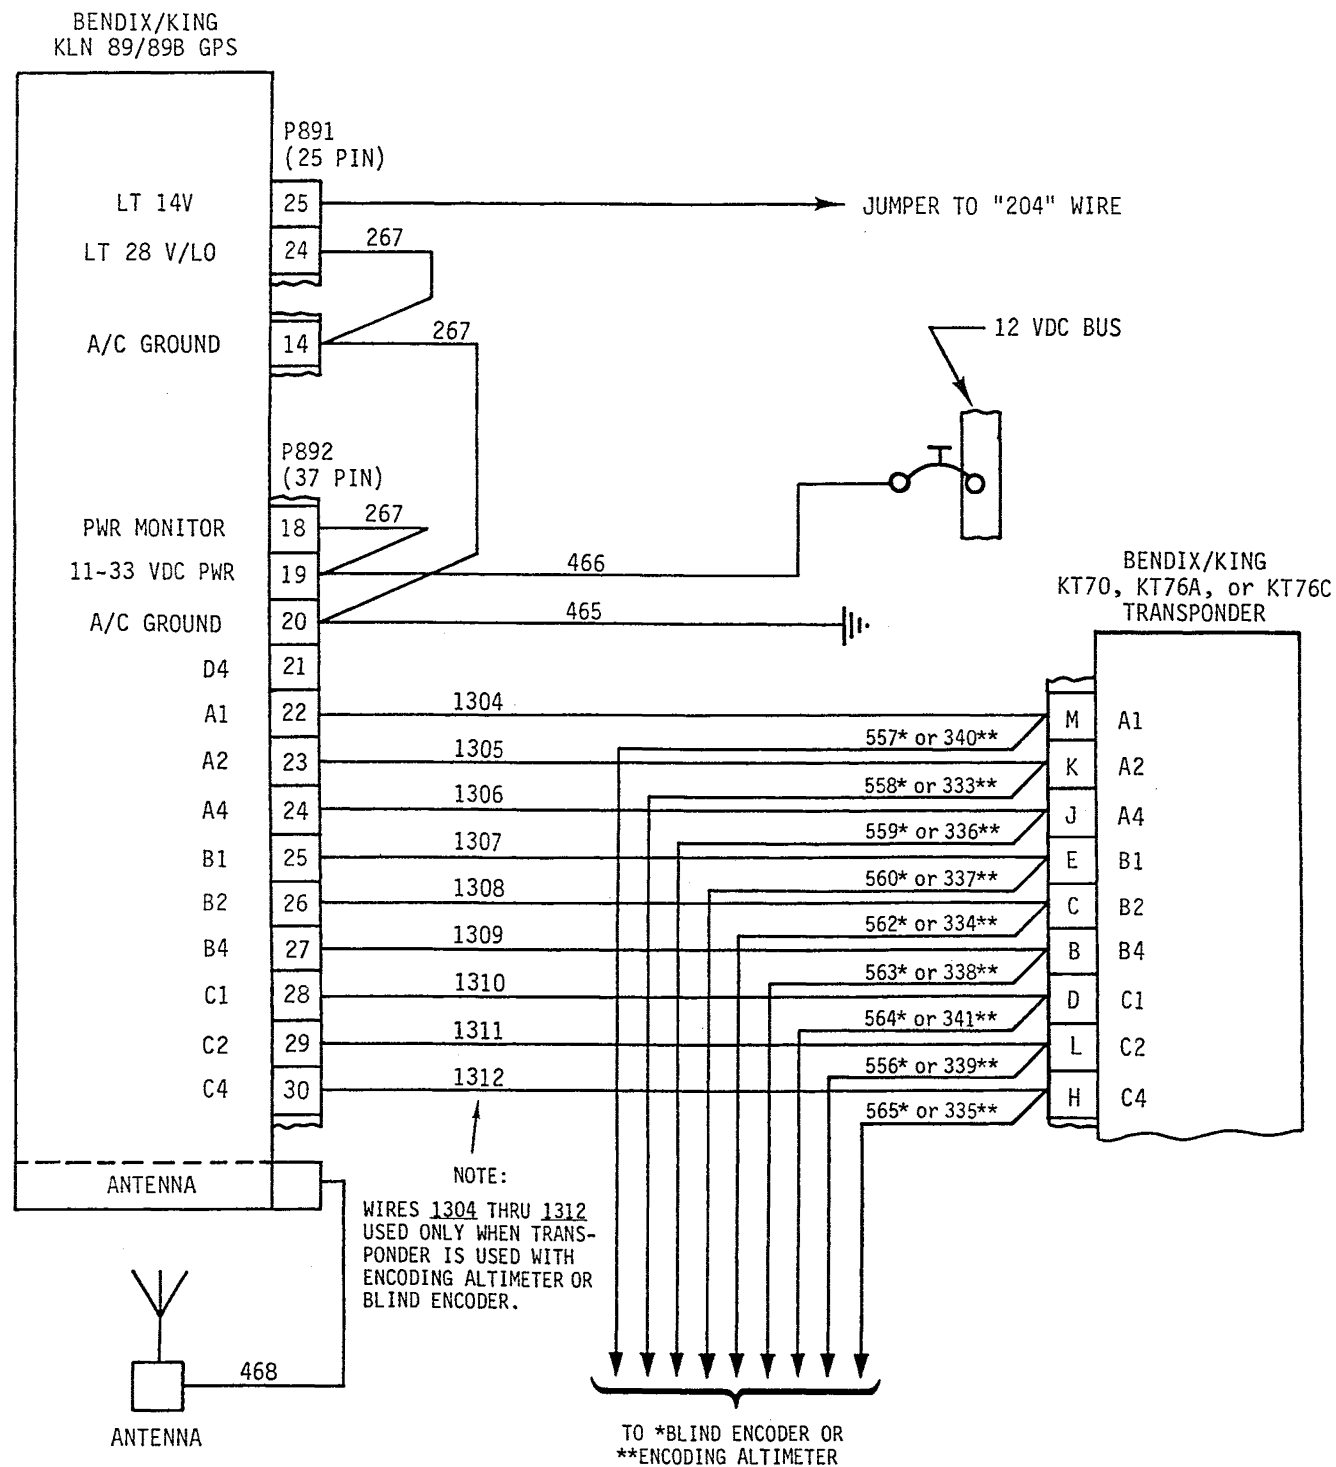 BENDIX/KING
KLN 89/89B GPS
P891
(25 PIN)
LT 14V 25 JUMPER TO "204" WIRE
LT 28 V/LO 24 267
A/C GROUND 14 267
12 VDC BUS
P892
(37 PIN)
PWR MONITOR 18 267
11-33 VDC PWR 19 466
A/C GROUND 20 465
BENDIX/KING
KT70, KT76A, or KT76C
TRANSPONDER
D4 21
A1 22 1304 M A1
557* or 340**
A2 23 1305 K A2
558* or 333**
A4 24 1306 J A4
559* or 336**
B1 25 1307 E B1
560* or 337**
B2 26 1308 C B2
562* or 334**
B4 27 1309 B B4
563* or 338**
C1 28 1310 D C1
564* or 341**
C2 29 1311 L C2
556* or 339**
C4 30 1312 H C4
565* or 335**
ANTENNA
NOTE:
WIRES 1304 THRU 1312
USED ONLY WHEN TRANS-
PONDER IS USED WITH
ENCODING ALTIMETER OR
BLIND ENCODER.
468
ANTENNA
TO *BLIND ENCODER OR
**ENCODING ALTIMETER